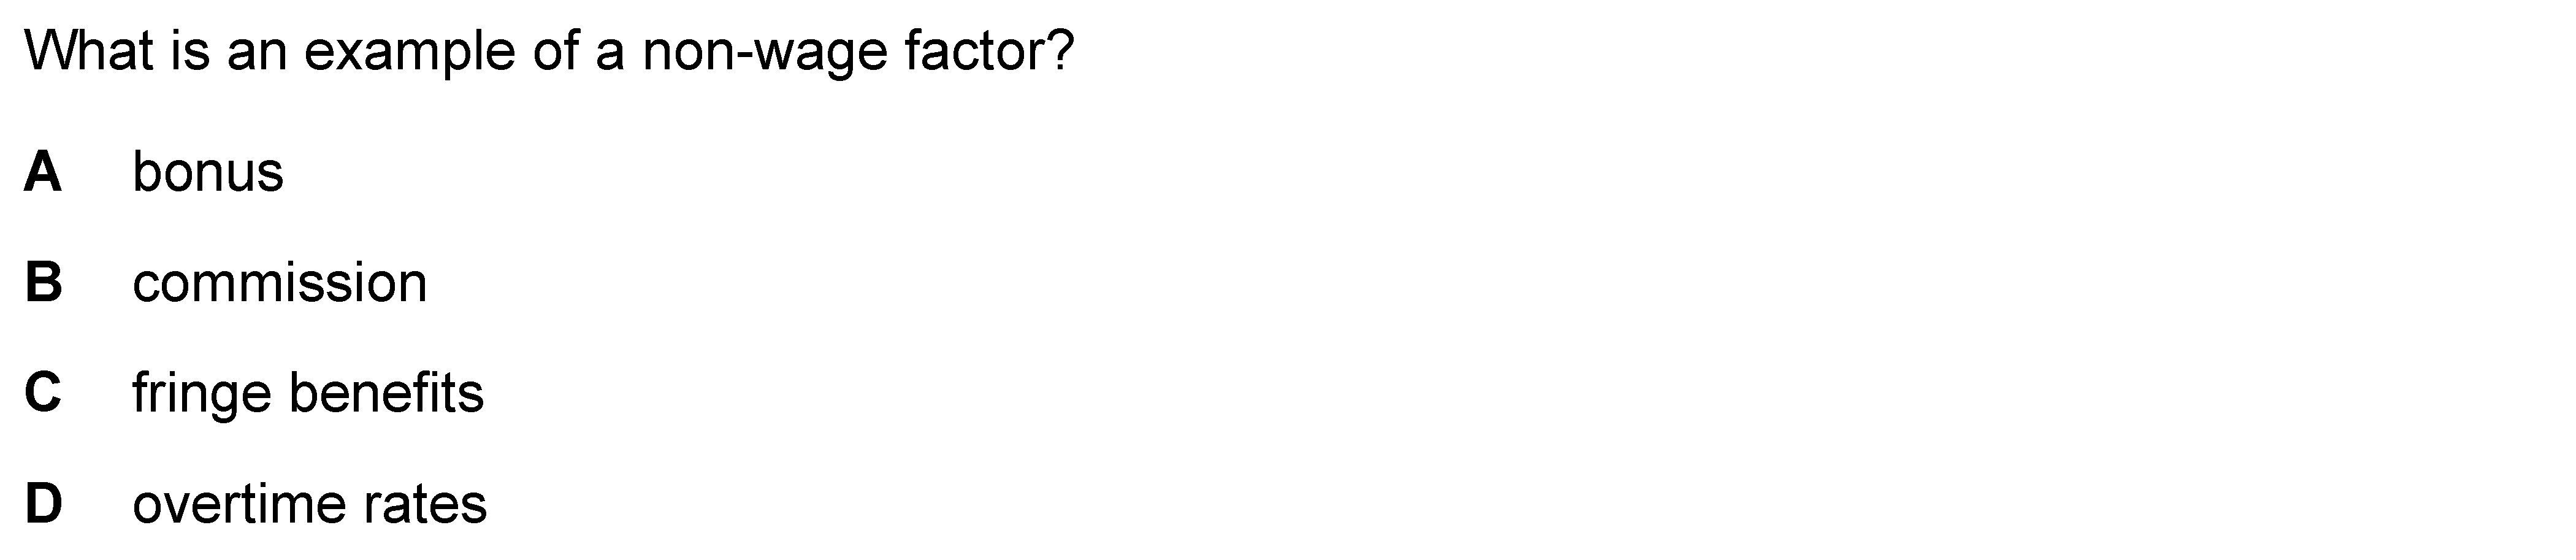 What is an example of a non-wage factor?
A bonus
B commission
C fringe benefits
D overtime rates